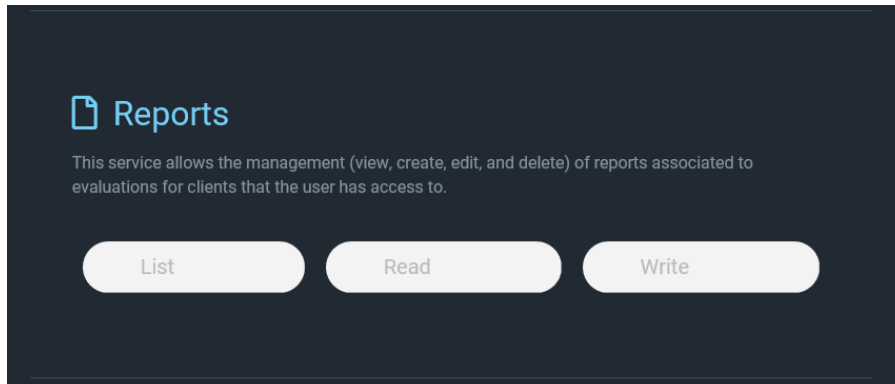 Reports
This service allows the management (view, create, edit, and delete) of reports associated to
evaluations for clients that the user has access to.
List Read Write